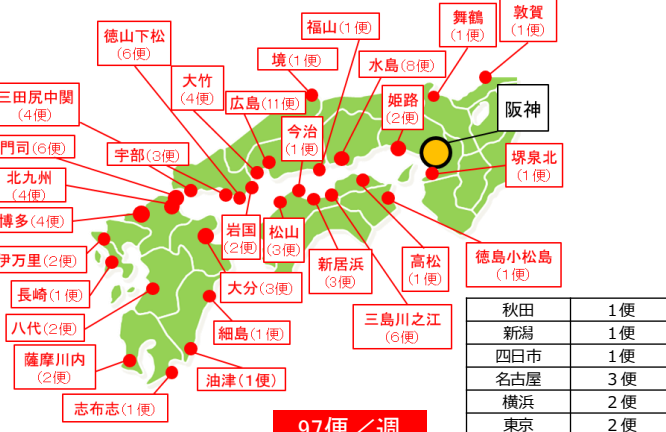 敦賀
(1便)
舞鶴
(1便)
福山(1便)
徳山下松
(6便)
境(1便)
水島(8便)
大竹
(4便)
姫路
(2便)
阪神
三田尻中関
(4便)
広島(11便)
今治
(1便)
門司(6便)
宇部(3便)
堺泉北
(1便)
北九州
(4便)
博多(4便)
岩国
(2便)
松山
(3便)
新居浜
(3便)
高松
(1便)
徳島小松島
(1便)
伊万里(2便)
長崎(1便)
大分(3便)
三島川之江
(6便)
八代(2便)
細島(1便)
薩摩川内
(2便)
油津(1便)
志布志(1便)
秋田 1便
新潟 1便
四日市 1便
名古屋 3便
横浜 2便
東京 2便
97便/週